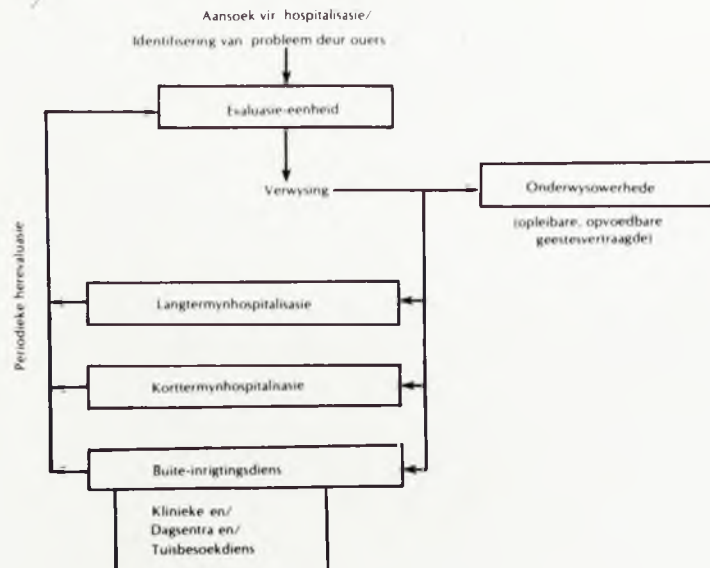 Aansoek vir hospitalisasie/
Identifisering van probleem deur ouers
Evaluasie-eenheid
Verwysing
Onderwysowerhede
(opleibare, opvoedbare
geestesvertraagde)
Periodieke herevaluasie
Langtermynhospitalisasie
Korttermynhospitalisasie
Buite-inrigtingsdiens
Klinieke en/
Dagsentra en/
Tuisbesoekdiens